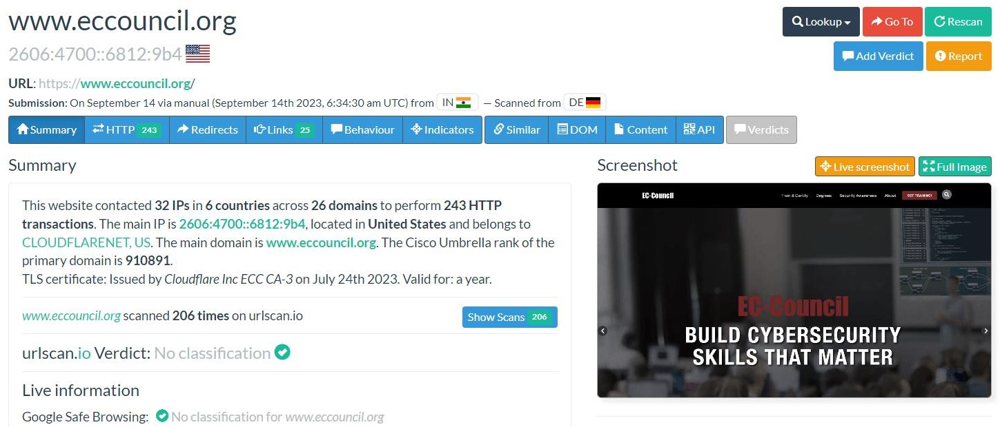 www.eccouncil.org
Lookup
Go To
Rescan
2606:4700::6812:9b4
Add Verdict
Report
URL: https://www.eccouncil.org/
Submission: On September 14 via manual (September 14th 2023, 6:34:30 am UTC) from IN — Scanned from DE
Summary HTTP 243 Redirects Links 25 Behaviour Indicators Similar DOM Content API Verdicts
Summary
This website contacted 32 IPs in 6 countries across 26 domains to perform 243 HTTP
transactions. The main IP is 2606:4700::6812:9b4, located in United States and belongs to
CLOUDFLARENET, US. The main domain is www.eccouncil.org. The Cisco Umbrella rank of the
primary domain is 910891.
TLS certificate: Issued by Cloudflare Inc ECC CA-3 on July 24th 2023. Valid for: a year.
www.eccouncil.org scanned 206 times on urlscan.io
Show Scans 206
urlscan.io Verdict: No classification
Live information
Google Safe Browsing: No classification for www.eccouncil.org
Screenshot
Live screenshot
Full Image
EC-Council
Train & Certify Degrees Security Awareness About GET TRAINING!
EC-Council
BUILD CYBERSECURITY
SKILLS THAT MATTER